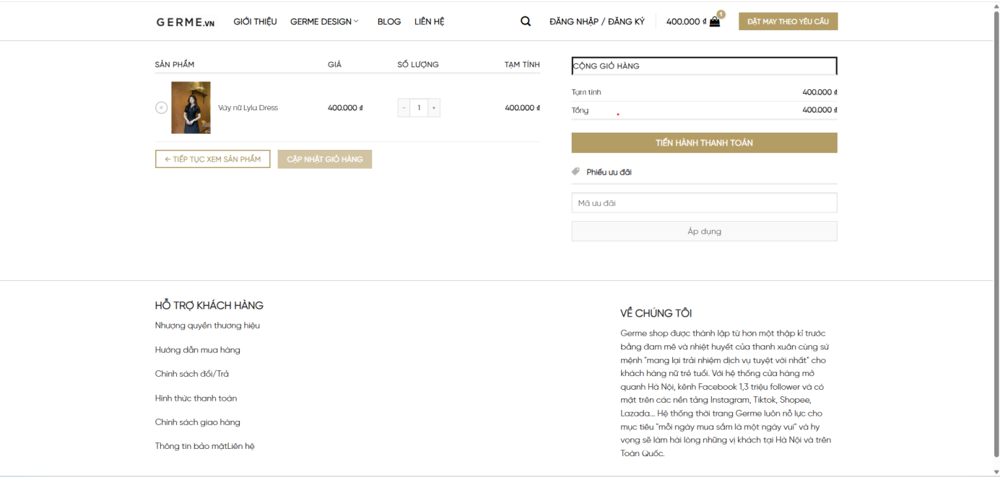 GERME.VN
GIỚI THIỆU
GERME DESIGN
BLOG
LIÊN HỆ
ĐĂNG NHẬP / ĐĂNG KÝ
400.000 ₫
1
ĐẶT MAY THEO YÊU CẦU
SẢN PHẨM GIÁ SỐ LƯỢNG TẠM TÍNH
× Váy nữ Lyla Dress 400.000 ₫ - 1 + 400.000 ₫
← TIẾP TỤC XEM SẢN PHẨM
CẬP NHẬT GIỎ HÀNG
CỘNG GIỎ HÀNG
Tạm tính 400.000 ₫
Tổng 400.000 ₫
TIẾN HÀNH THANH TOÁN
Phiếu ưu đãi
Mã ưu đãi
Áp dụng
HỖ TRỢ KHÁCH HÀNG
Nhượng quyền thương hiệu
Hướng dẫn mua hàng
Chính sách đổi/Trả
Hình thức thanh toán
Chính sách giao hàng
Thông tin bảo mậtLiên hệ
VỀ CHÚNG TÔI
Germe shop được thành lập từ hơn một thập kỉ trước
bằng đam mê và nhiệt huyết của thanh xuân cùng sứ
mệnh "mang lại trải nhiệm dịch vụ tuyệt vời nhất" cho
khách hàng nữ trẻ tuổi. Với hệ thống cửa hàng mở
quanh Hà Nội, kênh Facebook 1,3 triệu follower và có
mặt trên các nền tảng Instagram, Tiktok, Shopee,
Lazada... Hệ thống thời trang Germe luôn nỗ lực cho
mục tiêu "mỗi ngày mua sắm là một ngày vui" và hy
vọng sẽ làm hài lòng những vị khách tại Hà Nội và trên
Toàn Quốc.